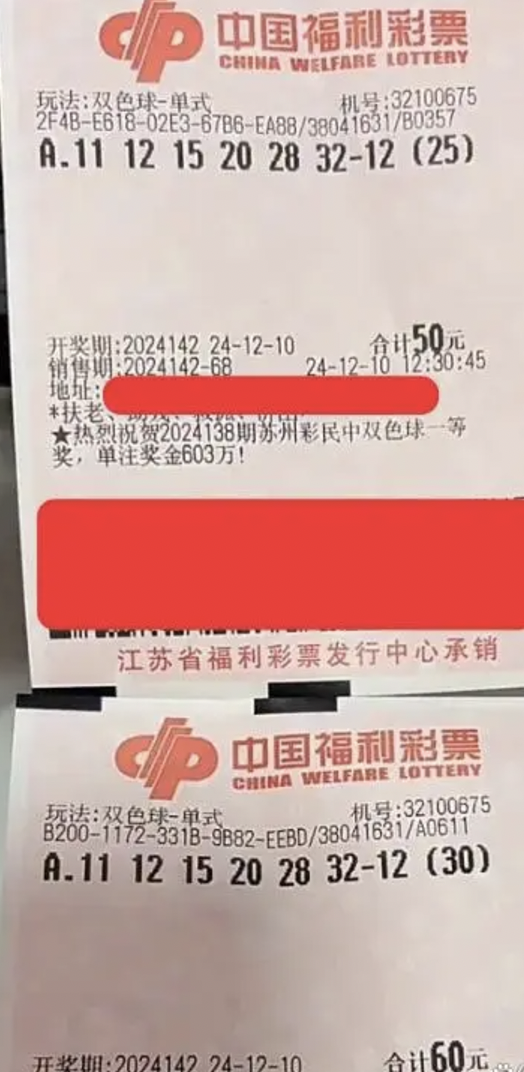 中国福利彩票
CHINA WELFARE LOTTERY
玩法:双色球-单式 机号:32100675
2F4B-E618-02E3-67B6-EA88/38041631/B0357
A.11 12 15 20 28 32-12 (25)
开奖期:2024142 24-12-10 合计50元
销售期:2024142-68 24-12-10 12:30:45
地址:
*扶老、
★热烈祝贺2024138期苏州彩民中双色球一等
奖，单注奖金603万!
江苏省福利彩票发行中心承销
中国福利彩票
CHINA WELFARE LOTTERY
玩法:双色球-单式 机号:32100675
B200-1172-331B-9B82-EEBD/38041631/A0611
A.11 12 15 20 28 32-12 (30)
开奖期:2024142 24-12-10 合计60元